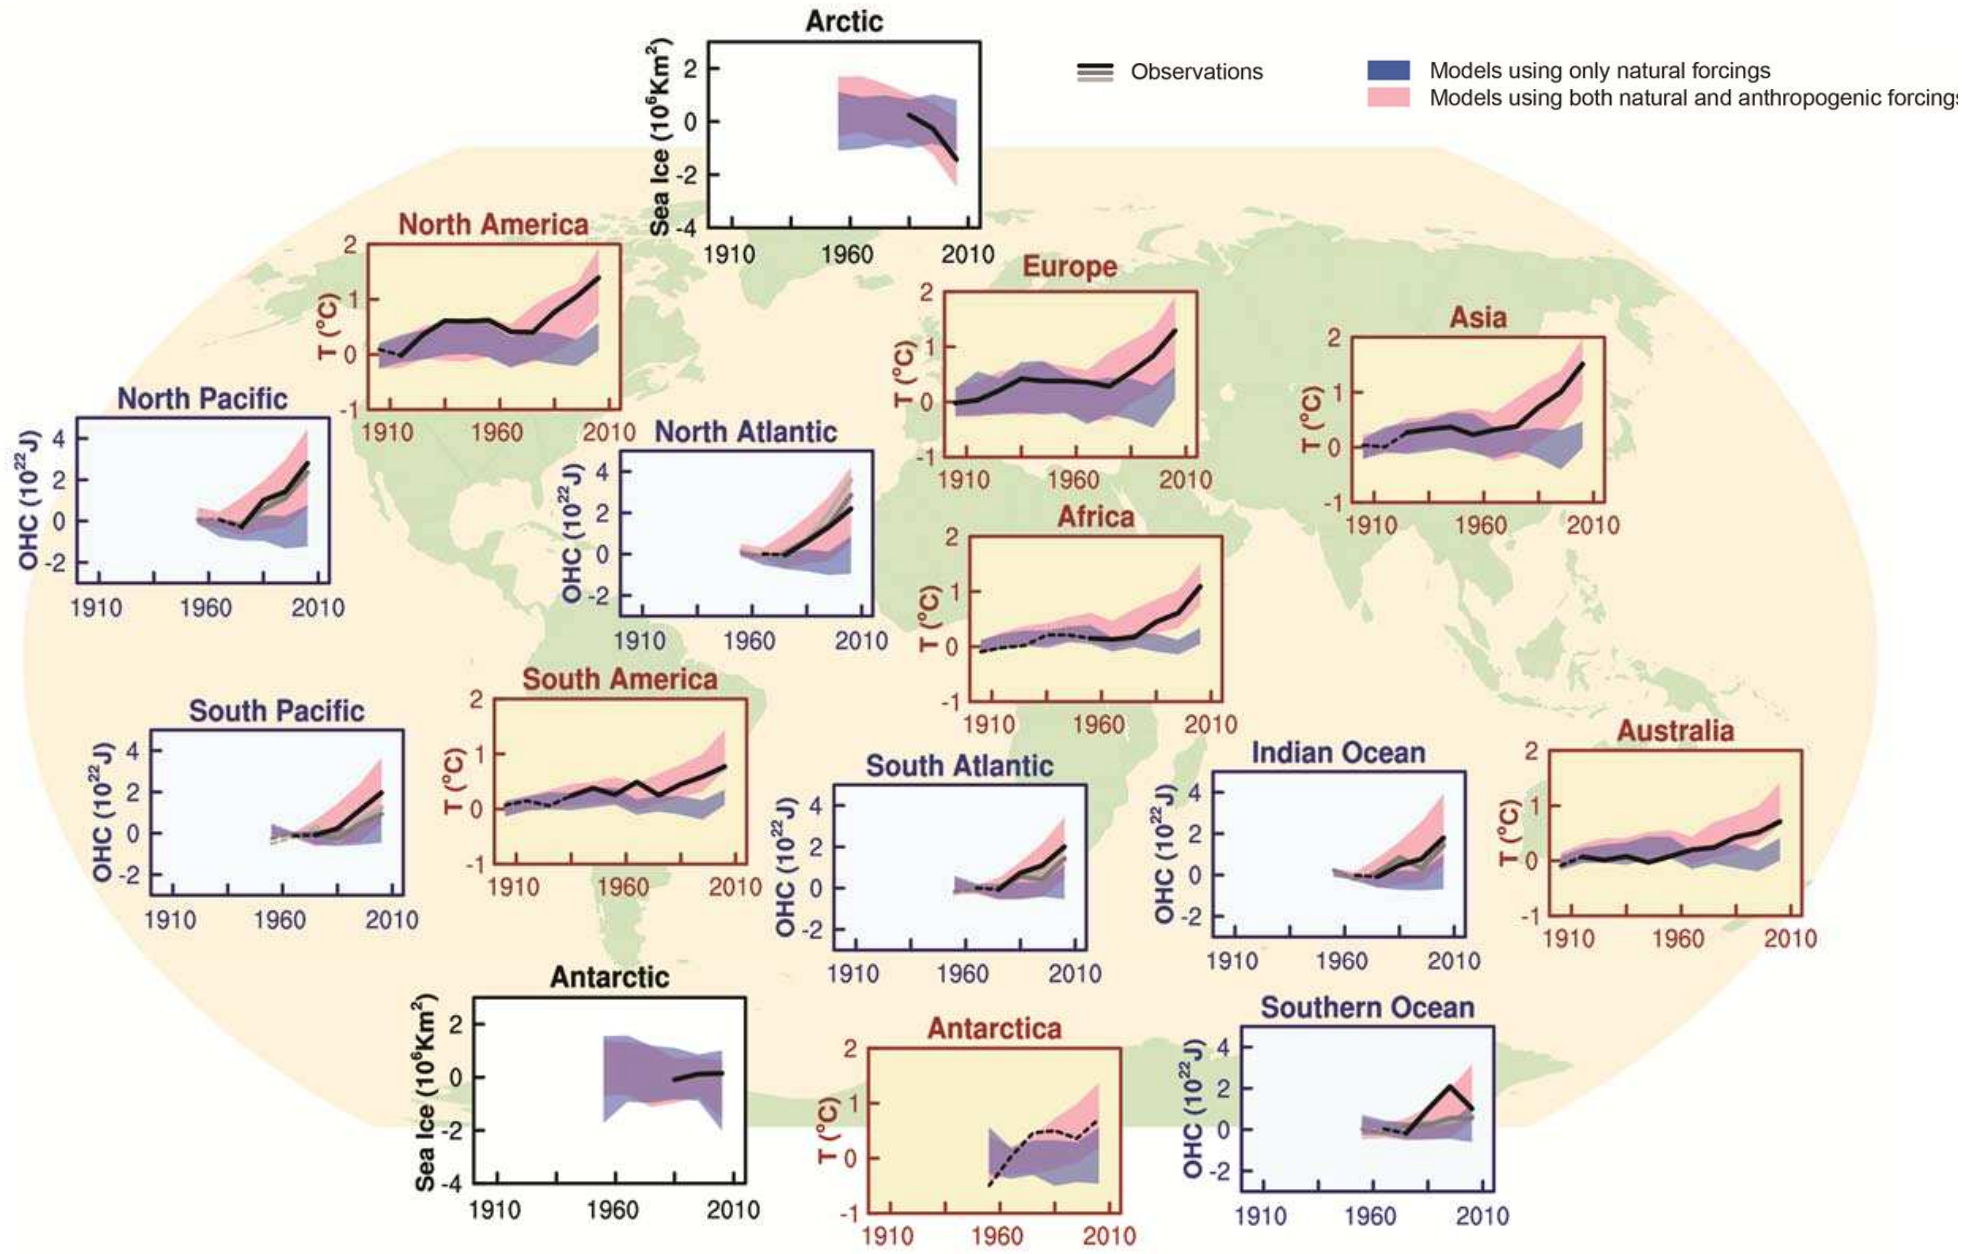 Arctic
Sea Ice (10⁶Km²)
2
0
-2
-4
1910 1960 2010
Observations
Models using only natural forcings
Models using both natural and anthropogenic forcing
North America
T (°C)
2
1
0
-1
1910 1960 2010
Europe
T (°C)
2
1
0
-1
1910 1960 2010
Asia
T (°C)
2
1
0
-1
1910 1960 2010
North Pacific
OHC (10²²J)
4
2
0
-2
1910 1960 2010
North Atlantic
OHC (10²²J)
4
2
0
-2
1910 1960 2010
Africa
T (°C)
2
1
0
-1
1910 1960 2010
South Pacific
OHC (10²²J)
4
2
0
-2
1910 1960 2010
South America
T (°C)
2
1
0
-1
1910 1960 2010
South Atlantic
OHC (10²²J)
4
2
0
-2
1910 1960 2010
Indian Ocean
OHC (10²²J)
4
2
0
-2
1910 1960 2010
Australia
T (°C)
2
1
0
-1
1910 1960 2010
Antarctic
Sea Ice (10⁶Km²)
2
0
-2
-4
1910 1960 2010
Antarctica
T (°C)
2
1
0
-1
1910 1960 2010
Southern Ocean
OHC (10²²J)
4
2
0
-2
1910 1960 2010